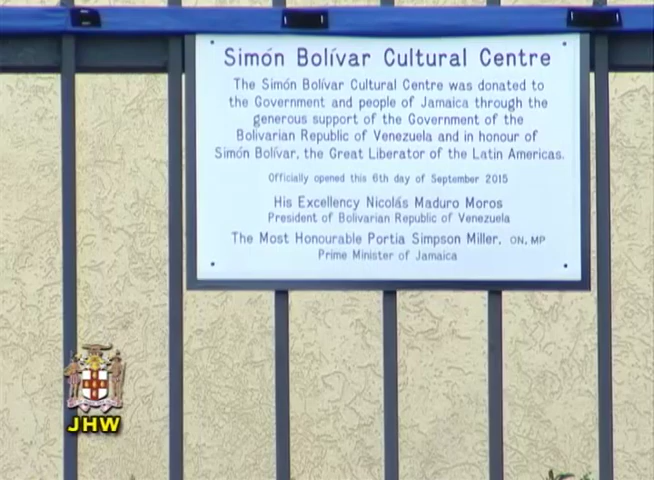 Simón Bolívar Cultural Centre
The Simón Bolívar Cultural Centre was donated to
the Government and people of Jamaica through the
generous support of the Government of the
Bolivarian Republic of Venezuela and in honour of
Simón Bolívar, the Great Liberator of the Latin Americas.
Officially opened this 6th day of September 2015
His Excellency Nicolás Maduro Moros
President of Bolivarian Republic of Venezuela
The Most Honourable Portia Simpson Miller, ON, MP
Prime Minister of Jamaica
JHW